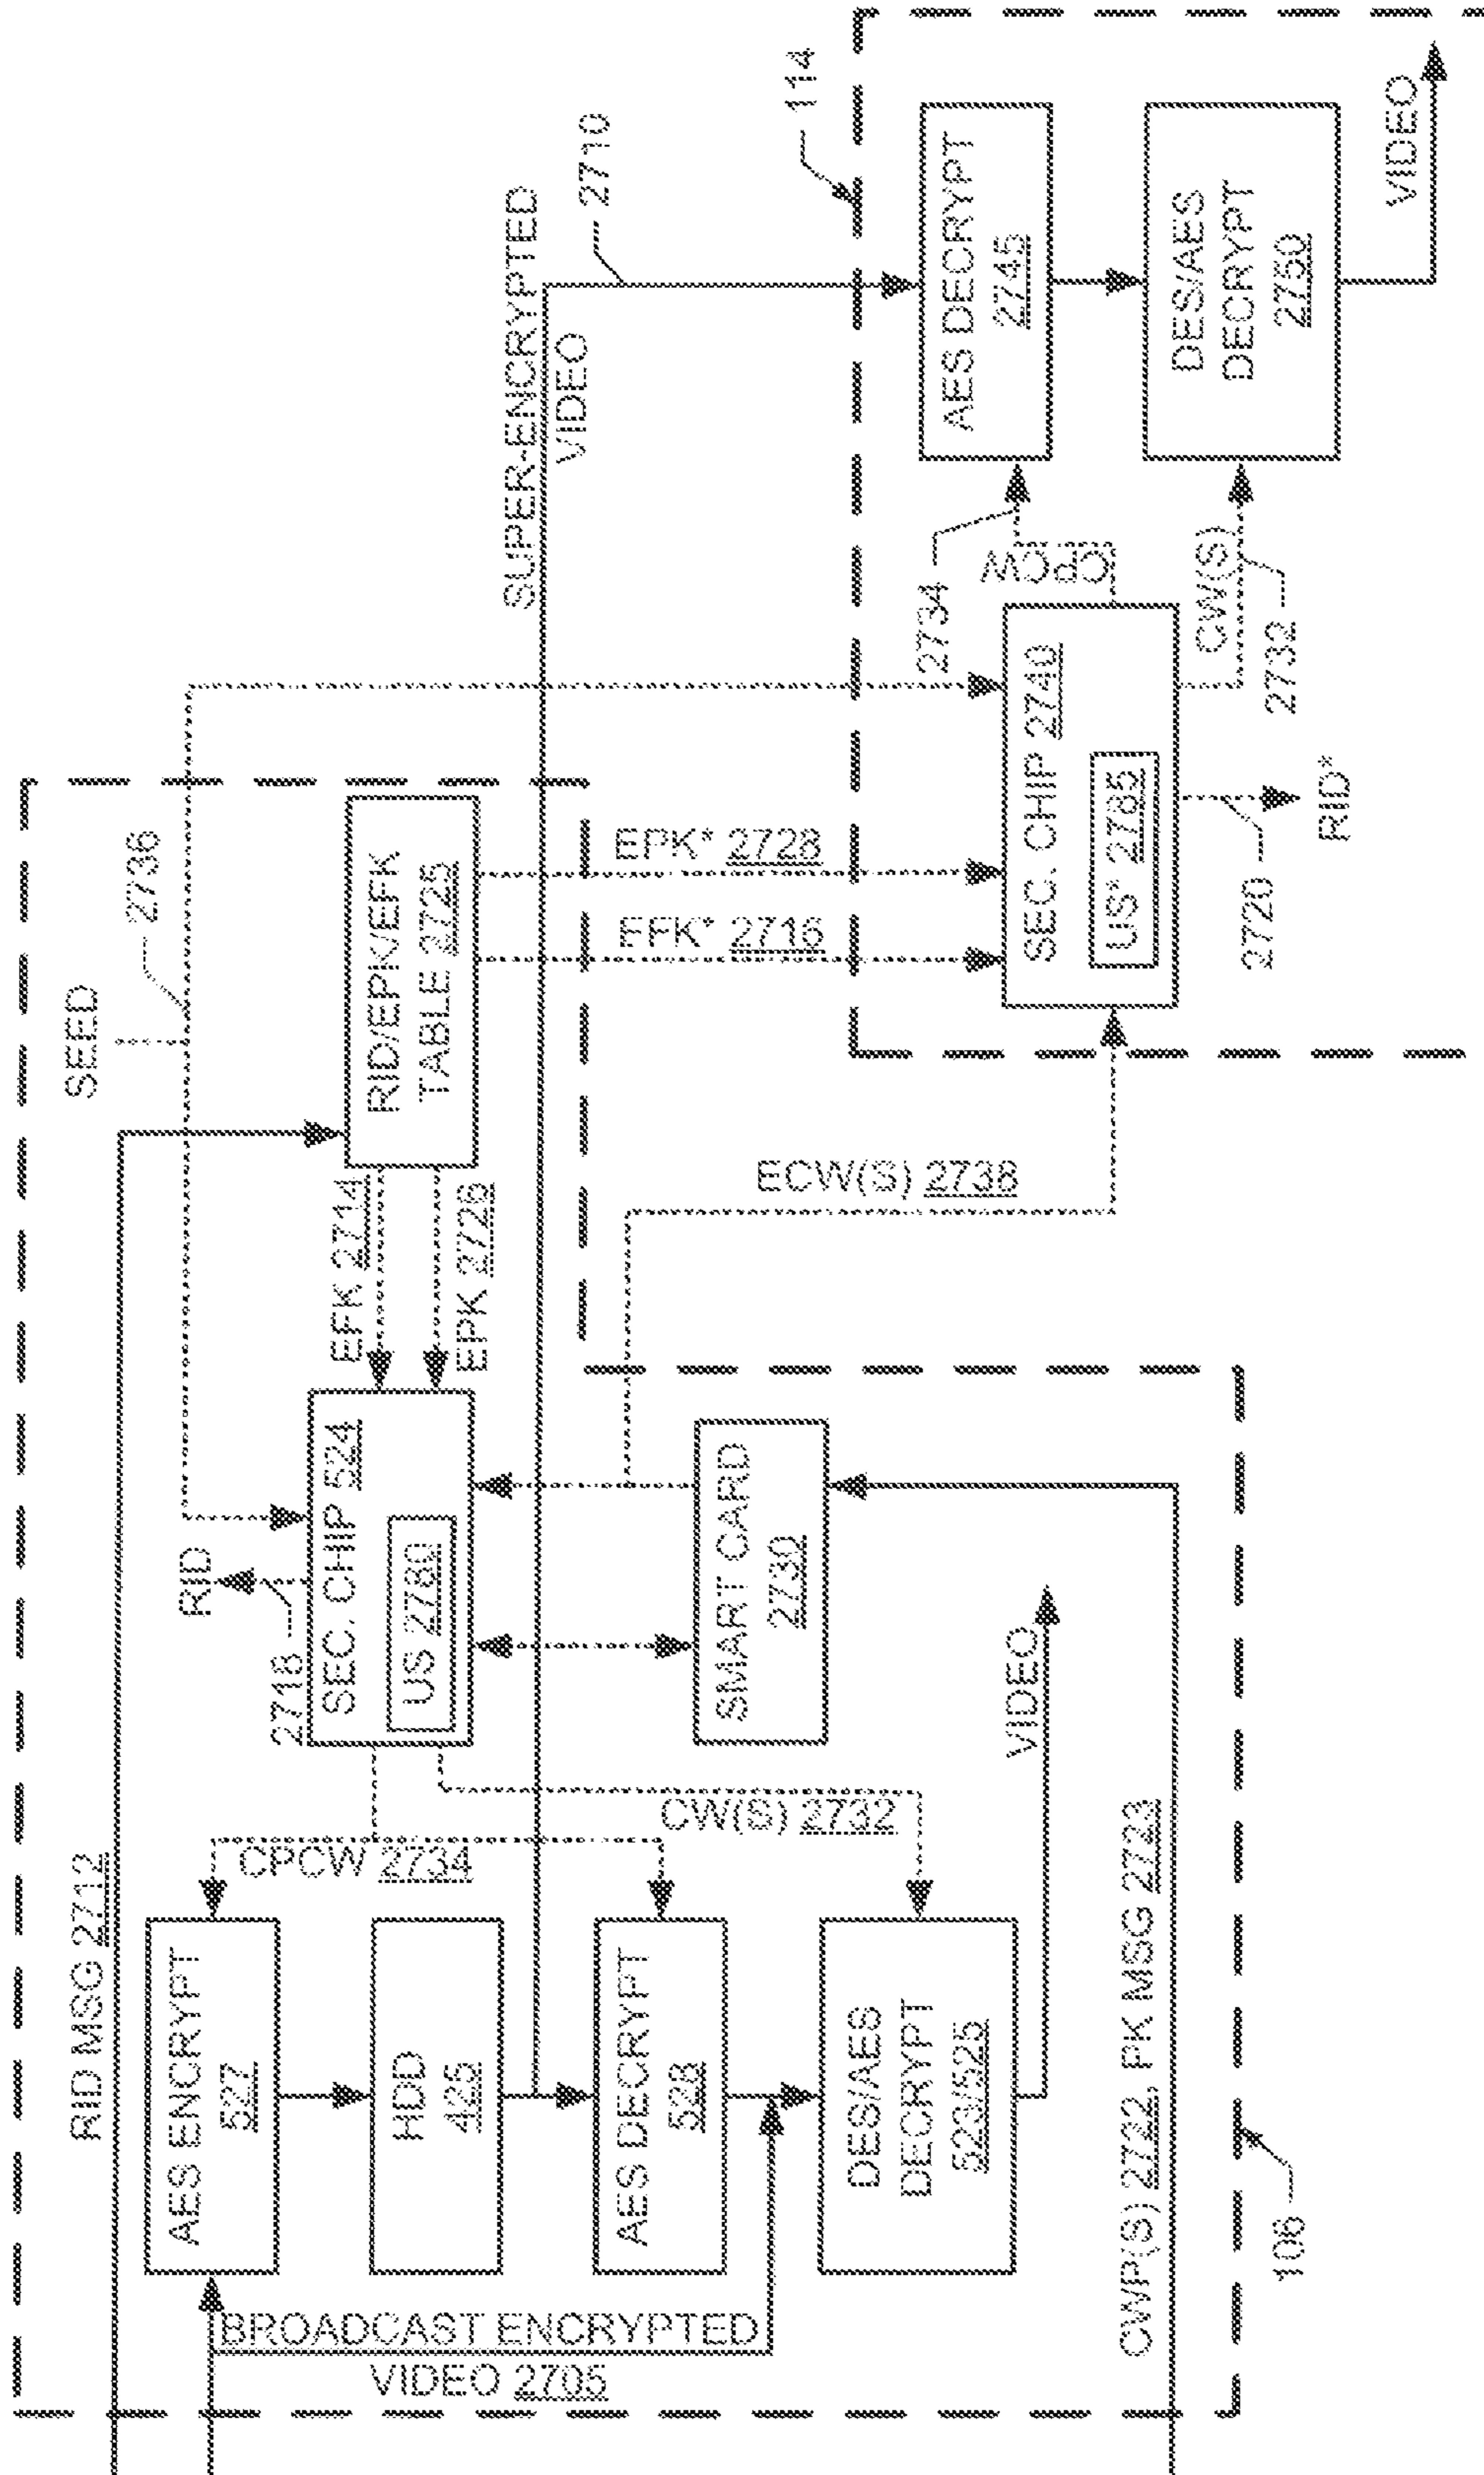 RID MSG 2712
AES ENCRYPT
527
HDD
425
AES DECRYPT
528
DES/AES
DECRYPT
523/525
BROADCAST ENCRYPTED
VIDEO 2705
CPCW 2734
CW(S) 2732
VIDEO
CWP(S) 2722, PK MSG 2723
108
RID
2718
SEC. CHIP 524
US 2780
SMART CARD
2730
EFK 2714
EPK 2726
SEED
2736
RID/EPK/EFK
TABLE 2725
ECW(S) 2738
EFK* 2716
EPK* 2728
SUPER-ENCRYPTED
VIDEO
2710
114
SEC. CHIP 2740
US* 2785
2720
RID*
2734
CPCW
CW(S)
2732
AES DECRYPT
2745
DES/AES
DECRYPT
2750
VIDEO